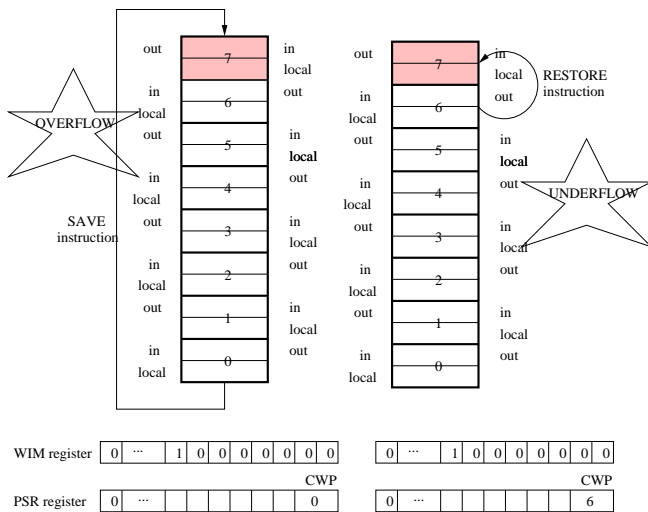 out in
7
local
in out
6
local
OVERFLOW
out in
5
local
in out
4
local
SAVE
instruction
out in
3
local
in out
2
local
out in
1
local
in out
0
local
out in
7
local
RESTORE
instruction
in out
6
local
out in
5
local
in out
4
local
UNDERFLOW
out in
3
local
in out
2
local
out in
1
local
in out
0
local
WIM register 0 ... 1 0 0 0 0 0 0 0
0 ... 1 0 0 0 0 0 0 0
CWP
CWP
PSR register 0 ... 0
0 ... 6